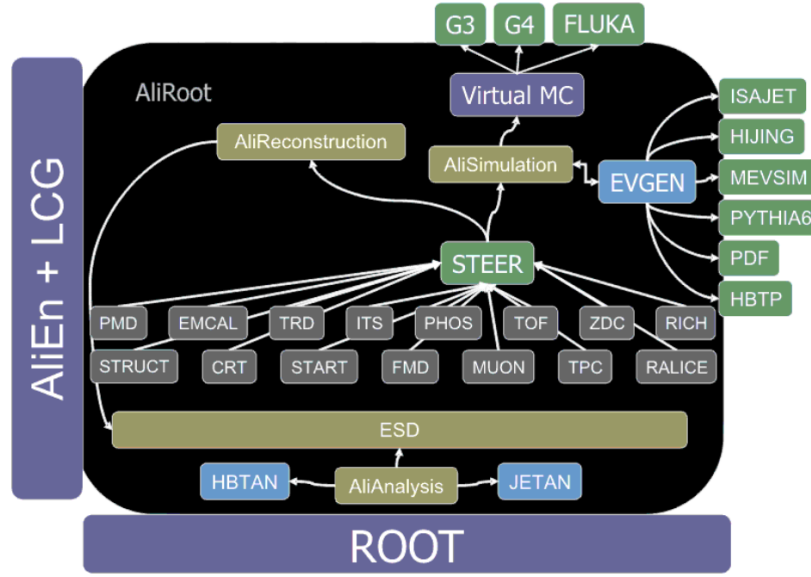 G3 G4 FLUKA
AliRoot
Virtual MC
ISAJET
AliReconstruction
HIJING
AliSimulation
EVGEN
MEVSIM
PYTHIA6
STEER
PDF
HBTP
PMD EMCAL TRD ITS PHOS TOF ZDC RICH
STRUCT CRT START FMD MUON TPC RALICE
ESD
HBTAN AliAnalysis JETAN
AliEn + LCG
ROOT